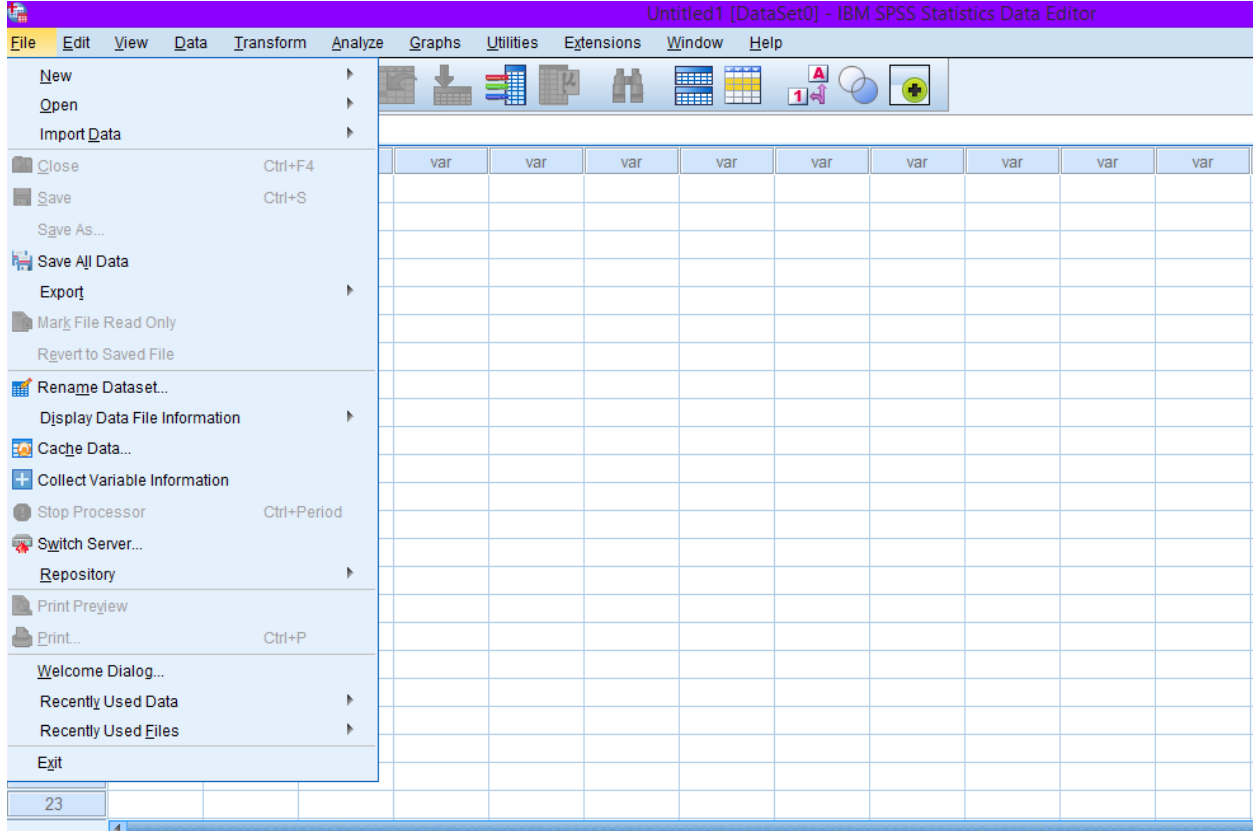 Untitled1 [DataSet0] - IBM SPSS Statistics Data Editor
File Edit View Data Transform Analyze Graphs Utilities Extensions Window Help
New
Open
Import Data
Close Ctrl+F4
Save Ctrl+S
Save As...
Save All Data
Export
Mark File Read Only
Revert to Saved File
Rename Dataset...
Display Data File Information
Cache Data...
Collect Variable Information
Stop Processor Ctrl+Period
Switch Server...
Repository
Print Preview
Print... Ctrl+P
Welcome Dialog...
Recently Used Data
Recently Used Files
Exit
µ
A
1
var var var var var var var var var
23